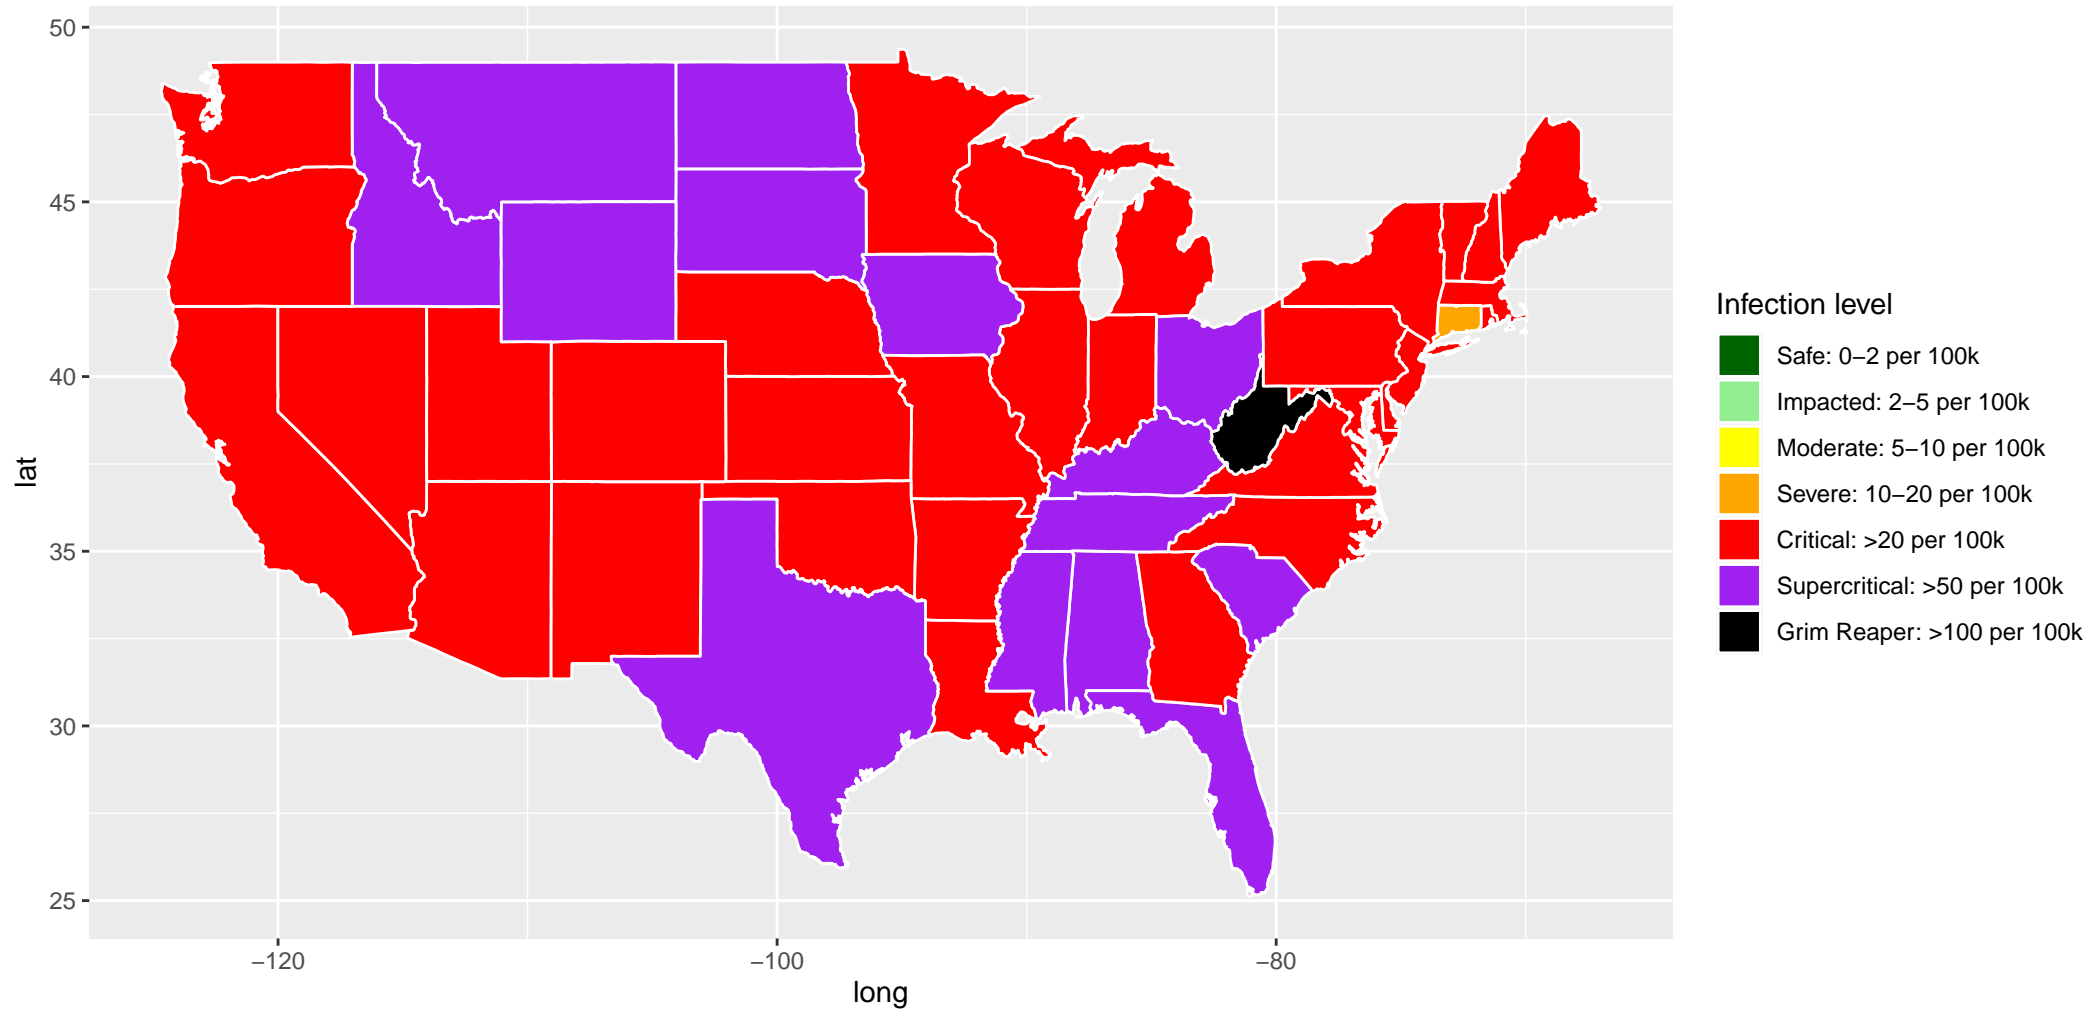 50
45
40
35
30
25
lat
−120
−100
−80
long
Infection level
Safe: 0−2 per 100k
Impacted: 2−5 per 100k
Moderate: 5−10 per 100k
Severe: 10−20 per 100k
Critical: >20 per 100k
Supercritical: >50 per 100k
Grim Reaper: >100 per 100k